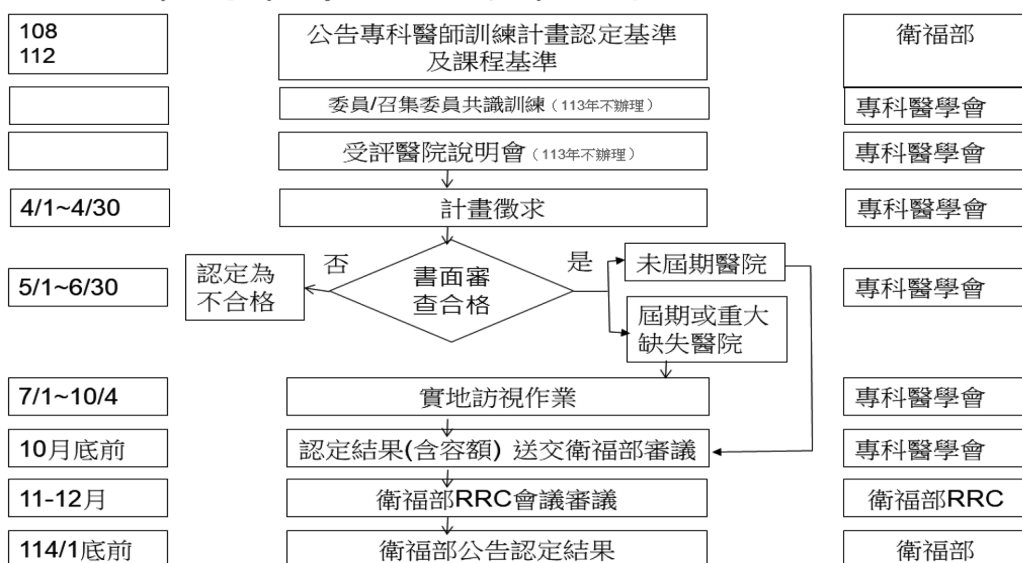 108
112
公告專科醫師訓練計畫認定基準
及課程基準
衛福部
委員/召集委員共識訓練（113年不辦理）
專科醫學會
受評醫院說明會（113年不辦理）
專科醫學會
4/1~4/30
計畫徵求
專科醫學會
5/1~6/30
認定為
不合格
否
書面審
查合格
是
未屆期醫院
屆期或重大
缺失醫院
專科醫學會
7/1~10/4
實地訪視作業
專科醫學會
10月底前
認定結果(含容額) 送交衛福部審議
專科醫學會
11-12月
衛福部RRC會議審議
衛福部RRC
114/1底前
衛福部公告認定結果
衛福部